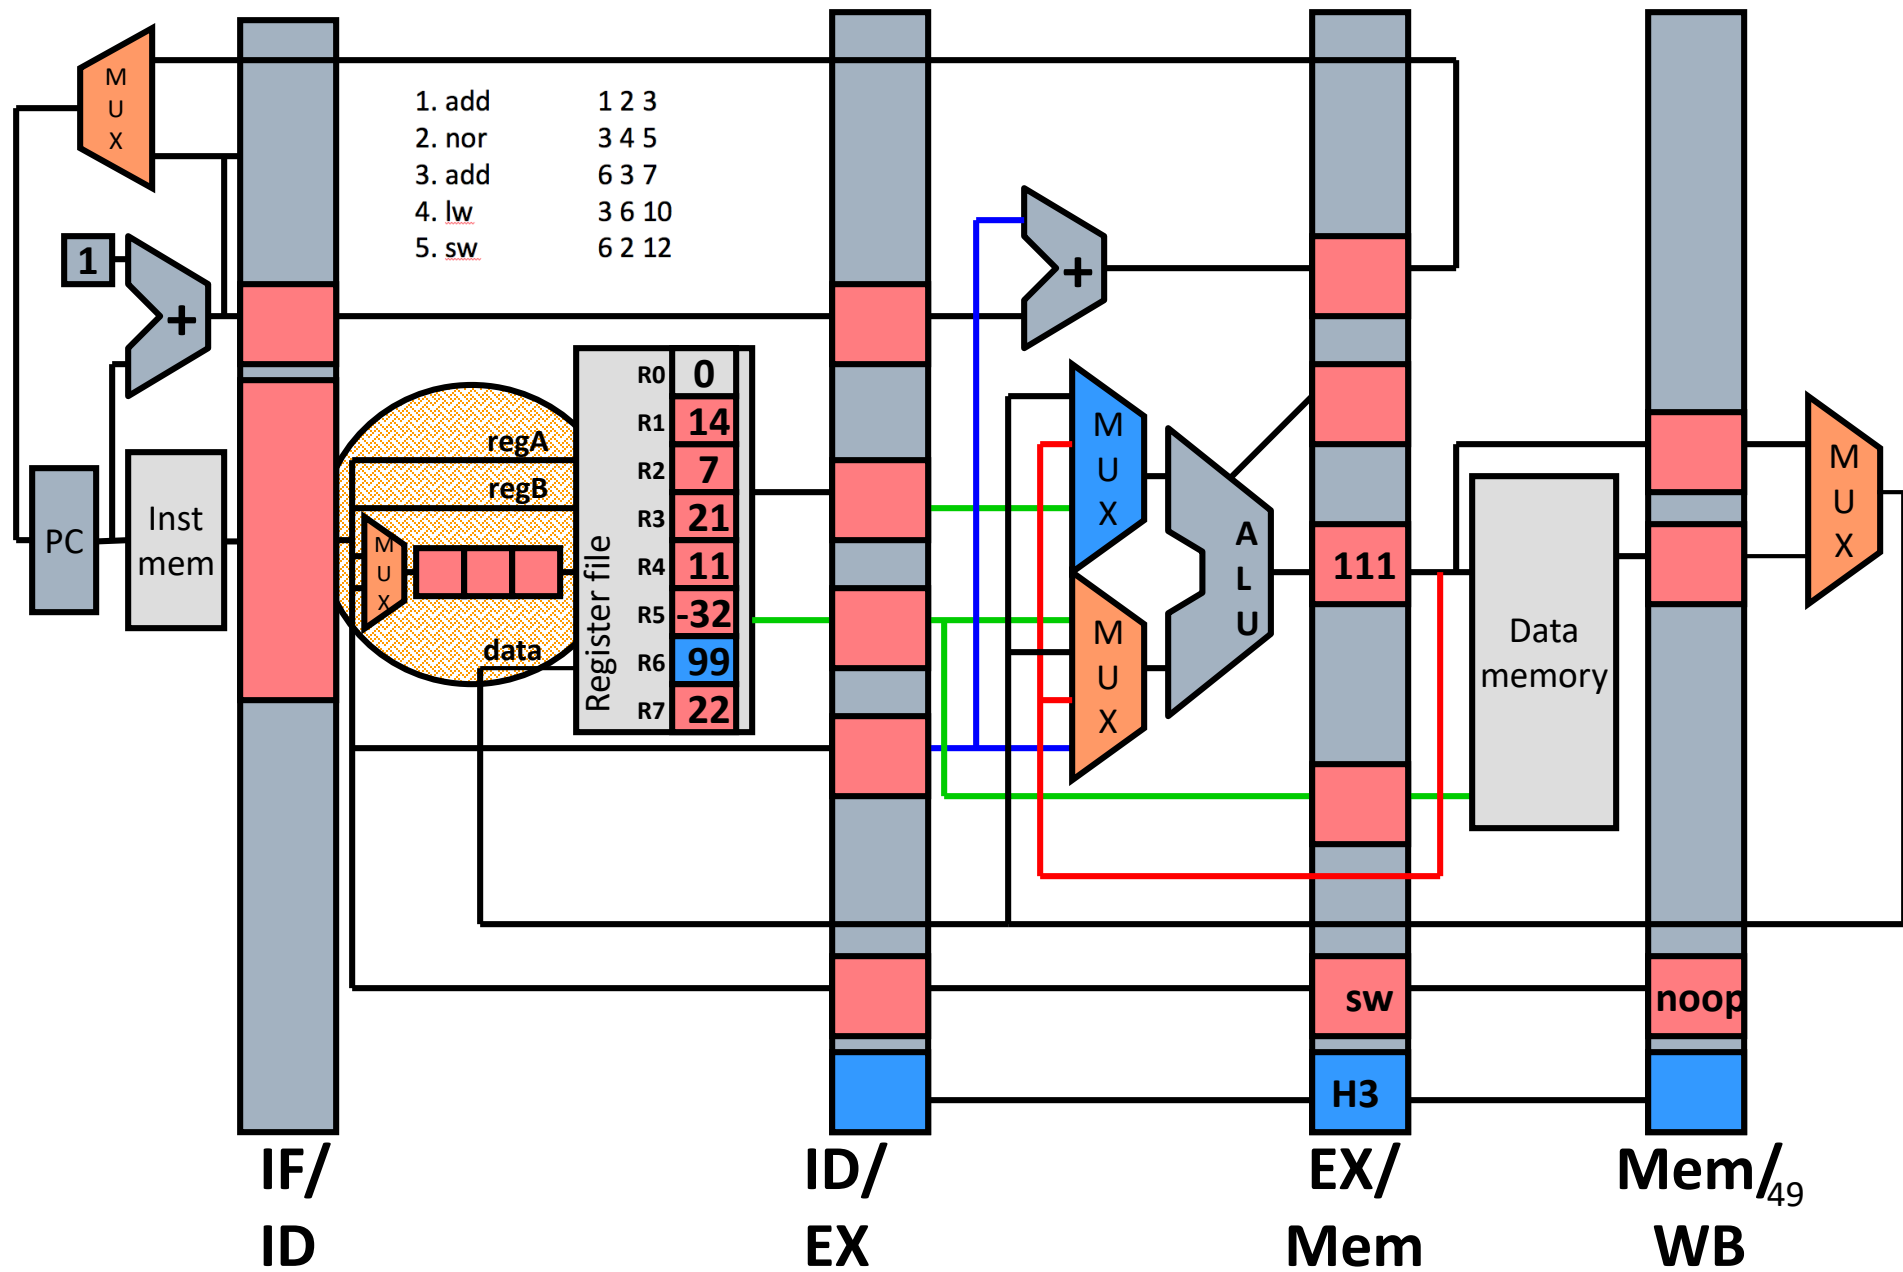 M
U
X
1. add 1 2 3
2. nor 3 4 5
3. add 6 3 7
4. lw 3 6 10
5. sw 6 2 12
1
+
+
PC
Inst
mem
regA
regB
M
U
X
data
Register file
R0 0
R1 14
R2 7
R3 21
R4 11
R5 -32
R6 99
R7 22
M
U
X
M
U
X
A
L
U
111
Data
memory
M
U
X
sw
noop
H3
IF/
ID
ID/
EX
EX/
Mem
Mem/
WB
49